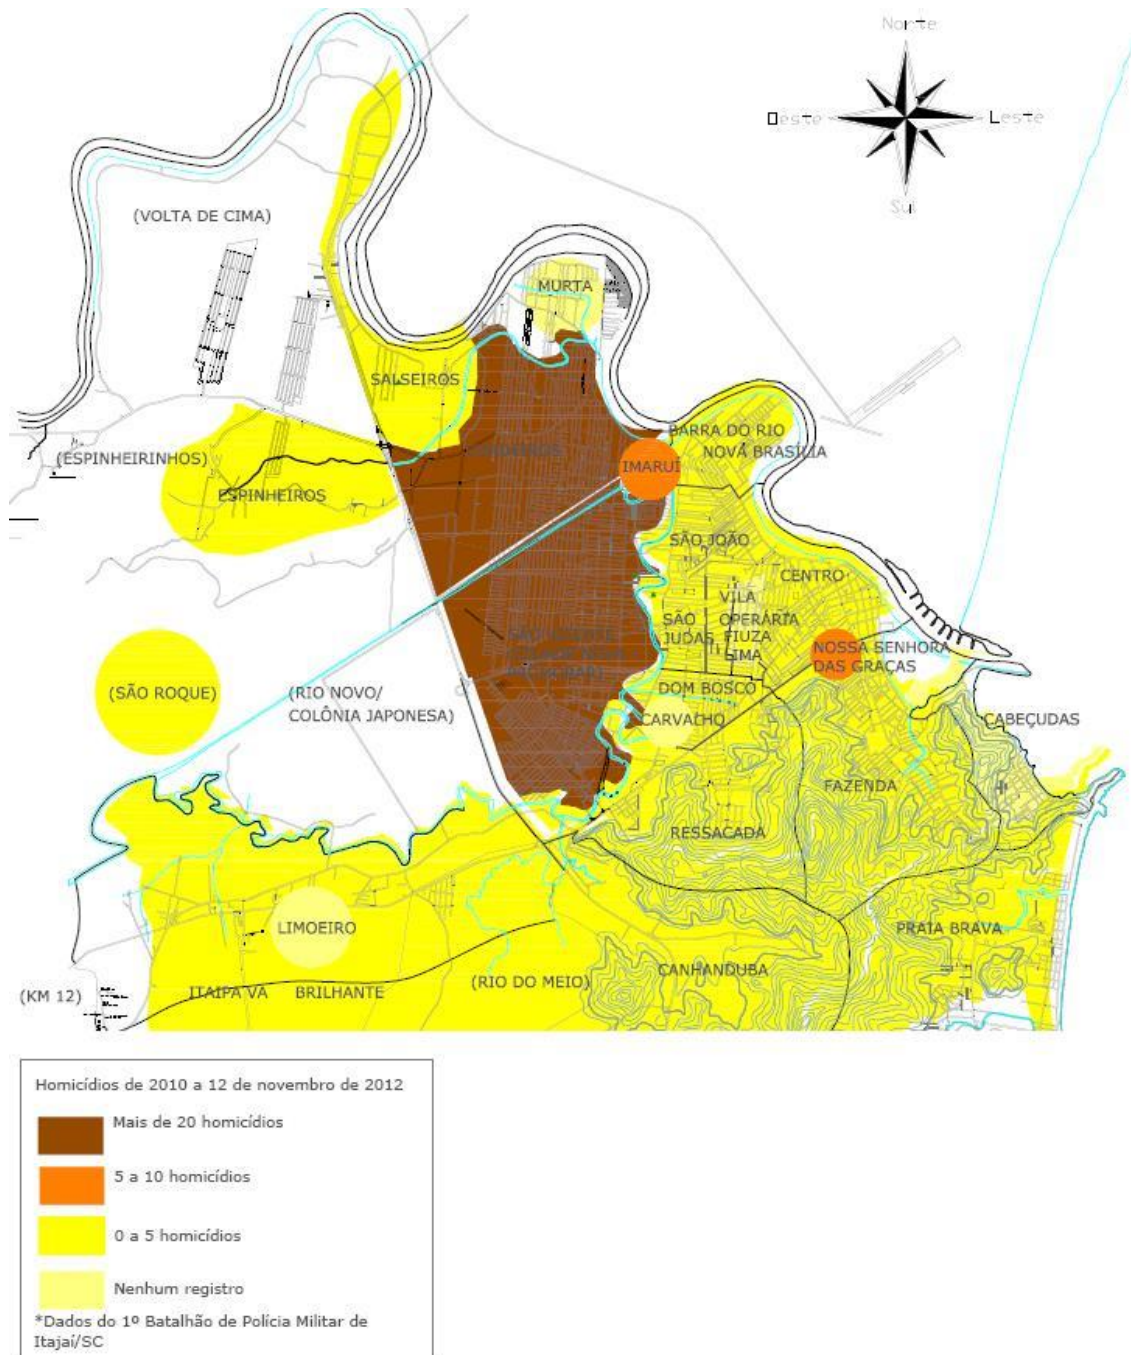 Norte
Oeste
Leste
Sul
(VOLTA DE CIMA)
MURTA
SALSEIROS
BARRA DO RIO
NOVA BRASÍLIA
(ESPINHEIRINHOS)
IMARUÍ
ESPINHEIROS
SÃO JOÃO
CENTRO
VILA
OPERÁRIA
SÃO
JUDAS
FIUZA
LIMA
NOSSA SENHORA
DAS GRAÇAS
(SÃO ROQUE)
(RIO NOVO/
COLÔNIA JAPONESA)
DOM BOSCO
CARVALHO
CABEÇUDAS
FAZENDA
RESSACADA
LIMOEIRO
PRAIA BRAVA
(KM 12)
ITAIPA VA
BRILHANTE
(RIO DO MEIO)
CANHANDUBA
Homicídios de 2010 a 12 de novembro de 2012
Mais de 20 homicídios
5 a 10 homicídios
0 a 5 homicídios
Nenhum registro
*Dados do 1º Batalhão de Polícia Militar de
Itajaí/SC